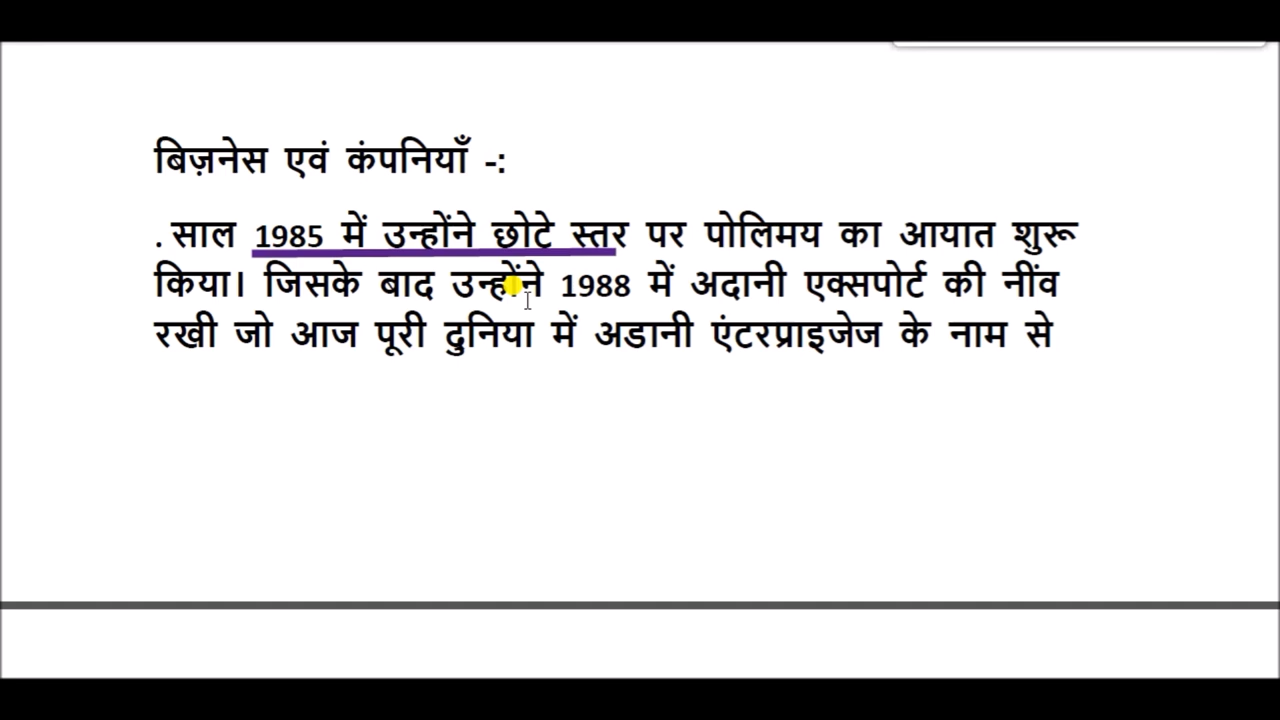 बिज़नेस एवं कंपनियाँ -:
. साल 1985 में उन्होंने छोटे स्तर पर पोलिमय का आयात शुरू
किया। जिसके बाद उन्होंने 1988 में अदानी एक्सपोर्ट की नींव
रखी जो आज पूरी दुनिया में अडानी एंटरप्राइजेज के नाम से